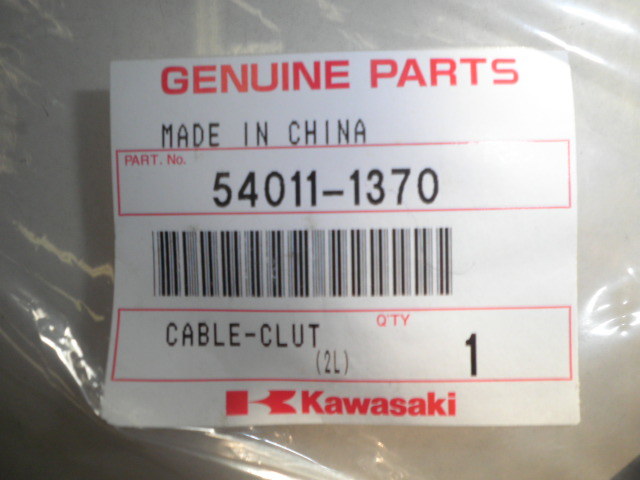 GENUINE PARTS
MADE IN CHINA
PART. No.
54011-1370
CABLE-CLUT
Q'TY
(2L)
1
Kawasaki